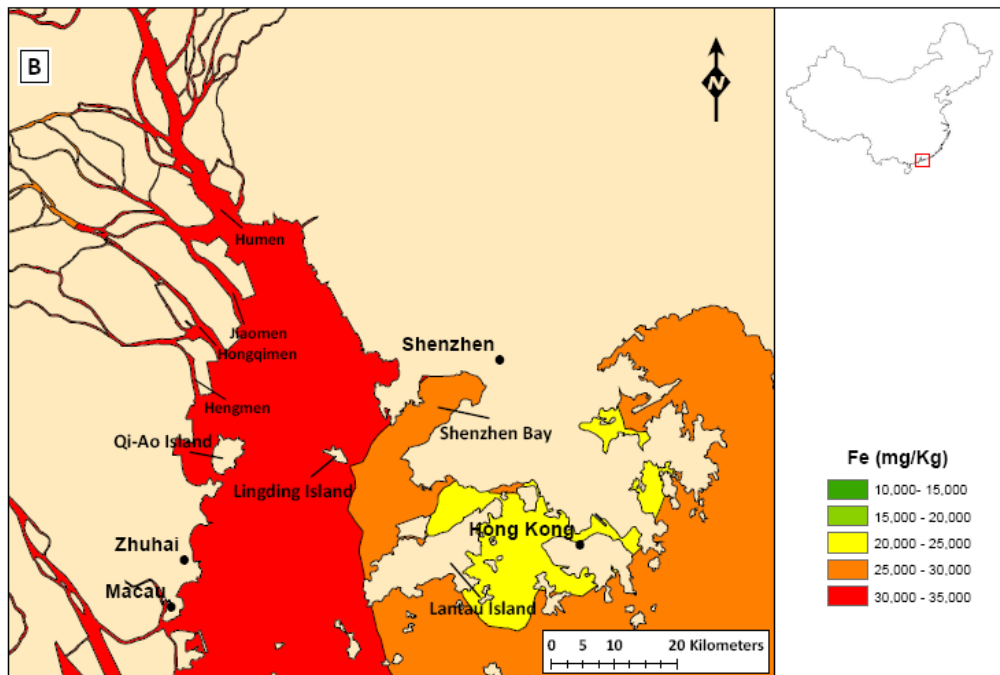 B
N
Humen
Jiaomen
Hongqimen
Shenzhen
Hengmen
Qi-Ao Island
Shenzhen Bay
Lingding Island
Hong Kong
Zhuhai
Macau
Lantau Island
0 5 10 20 Kilometers
Fe (mg/Kg)
10,000- 15,000
15,000 - 20,000
20,000 - 25,000
25,000 - 30,000
30,000 - 35,000